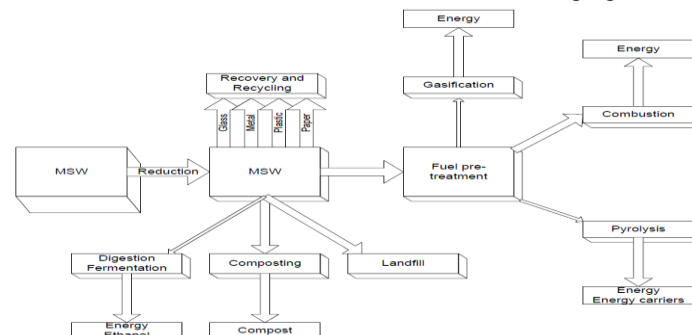 Energy
Energy
Recovery and
Recycling
Gasification
Glass
Metal
Plastic
Paper
Combustion
MSW
Reduction
MSW
Fuel pre-
treatment
Pyrolysis
Digestion
Fermentation
Composting
Landfill
Energy
Energy carriers
Energy
Ethanol
Compost